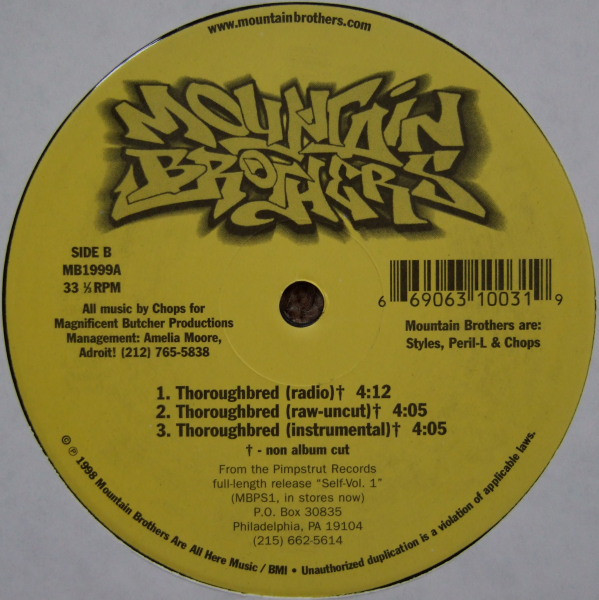 www.mountainbrothers.com
MOUNTAIN
BROTHERS
SIDE B
MB1999A
33 ⅓ RPM
All music by Chops for
Magnificent Butcher Productions
Management: Amelia Moore,
Adroit! (212) 765-5838
6 69063 10031 9
Mountain Brothers are:
Styles, Peril-L & Chops
1. Thoroughbred (radio)† 4:12
2. Thoroughbred (raw-uncut)† 4:05
3. Thoroughbred (instrumental)† 4:05
† - non album cut
From the Pimpstrut Records
full-length release "Self-Vol. 1"
(MBPS1, in stores now)
P.O. Box 30835
Philadelphia, PA 19104
(215) 662-5614
© ℗ 1998 Mountain Brothers Are All Here Music / BMI • Unauthorized duplication is a violation of applicable laws.